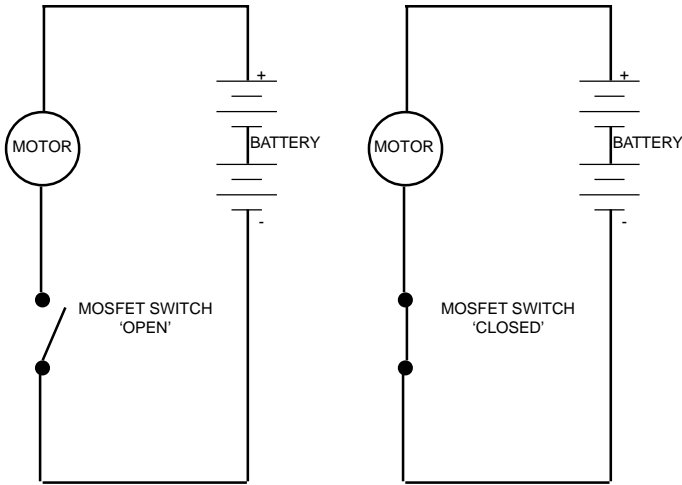 +
MOTOR
BATTERY
-
MOSFET SWITCH
‘OPEN’
+
MOTOR
BATTERY
-
MOSFET SWITCH
‘CLOSED’